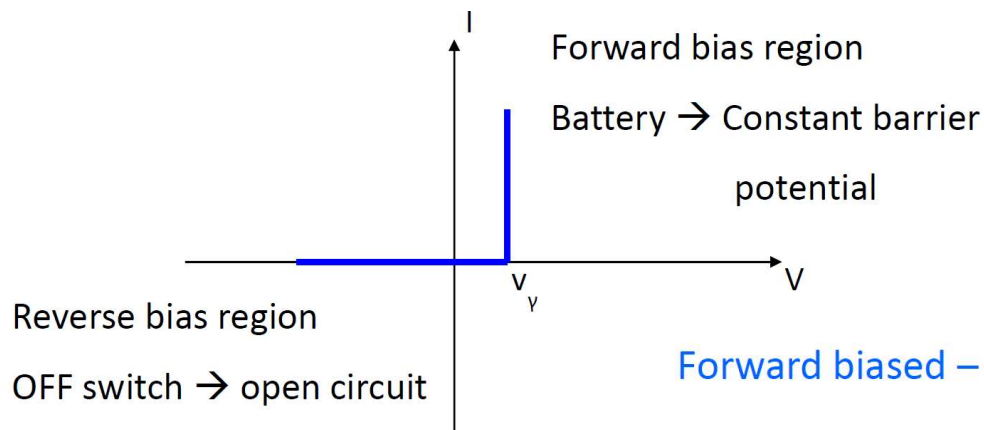 I
Forward bias region
Battery → Constant barrier
potential
vγ
V
Reverse bias region
OFF switch → open circuit
Forward biased –